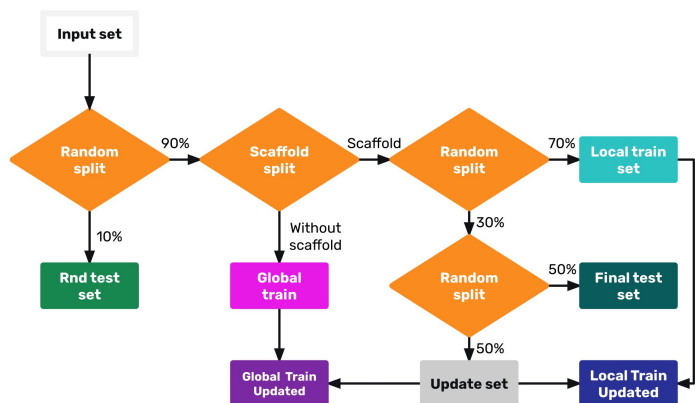 Input set
Random
split
90%
Scaffold
split
Scaffold
Random
split
70%
Local train
set
10%
Without
scaffold
30%
Rnd test
set
Global
train
Random
split
50%
Final test
set
50%
Global Train
Updated
Update set
Local Train
Updated